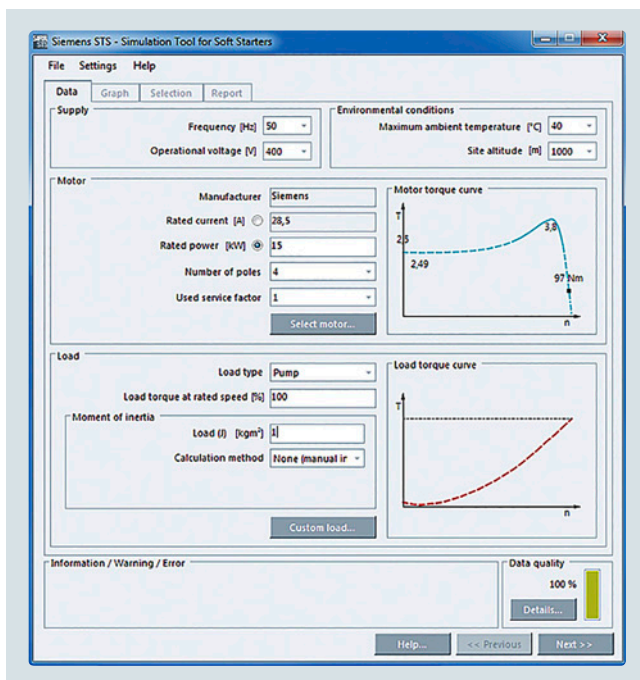 Siemens STS - Simulation Tool for Soft Starters
File Settings Help
Data Graph Selection Report
Supply
Frequency [Hz] 50
Operational voltage [V] 400
Environmental conditions
Maximum ambient temperature [°C] 40
Site altitude [m] 1000
Motor
Manufacturer Siemens
Rated current [A] 28,5
Rated power [kW] 15
Number of poles 4
Used service factor 1
Select motor...
Motor torque curve
T
3,8
2,5
2,49
97 Nm
n
Load
Load type Pump
Load torque at rated speed [%] 100
Moment of inertia
Load (J) [kgm²] 1
Calculation method None (manual ir
Custom load...
Load torque curve
T
n
Information / Warning / Error
Data quality
100 %
Details...
Help... << Previous Next >>